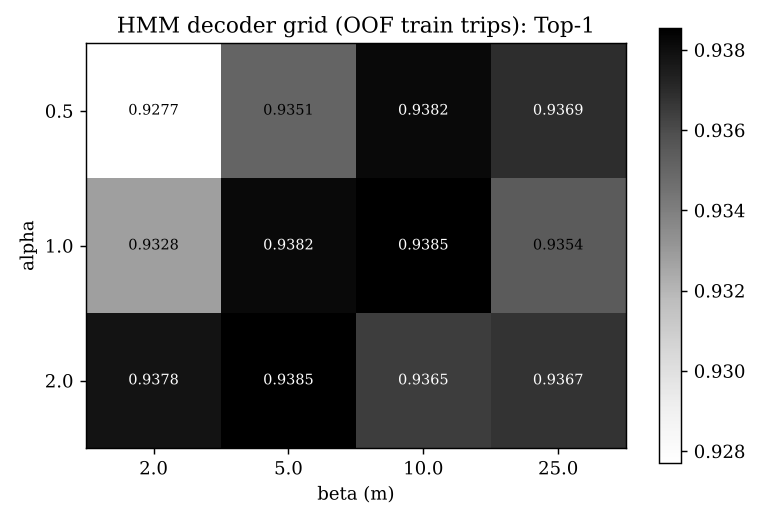 HMM decoder grid (OOF train trips): Top-1
0.5
0.9277 0.9351 0.9382 0.9369
1.0
0.9328 0.9382 0.9385 0.9354
2.0
0.9378 0.9385 0.9365 0.9367
alpha
2.0 5.0 10.0 25.0
beta (m)
0.938
0.936
0.934
0.932
0.930
0.928